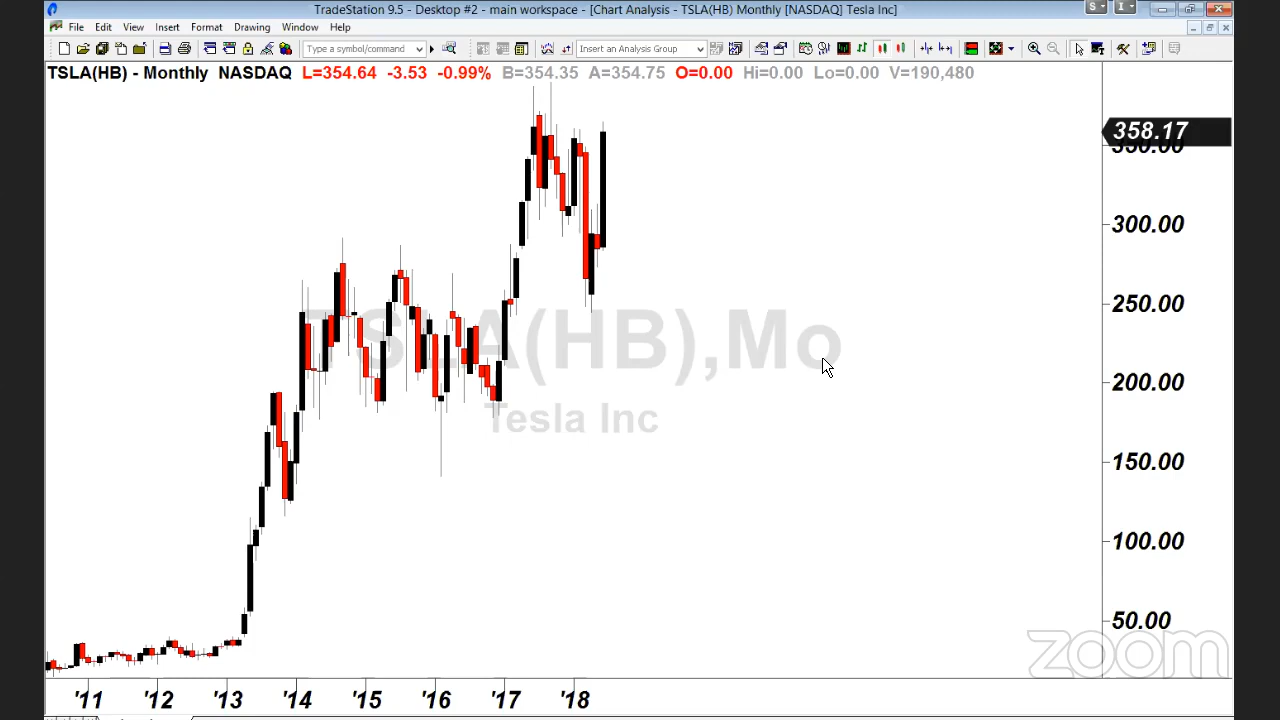 TradeStation 9.5 - Desktop #2 - main workspace - [Chart Analysis - TSLA(HB) Monthly [NASDAQ] Tesla Inc]
S I
File Edit View Insert Format Drawing Window Help
Type a symbol/command Insert an Analysis Group
TSLA(HB) - Monthly NASDAQ L=354.64 -3.53 -0.99% B=354.35 A=354.75 O=0.00 Hi=0.00 Lo=0.00 V=190,480
358.17
350.00
300.00
250.00
TSLA(HB),Mo
200.00
Tesla Inc
150.00
100.00
50.00
zoom
'11 '12 '13 '14 '15 '16 '17 '18